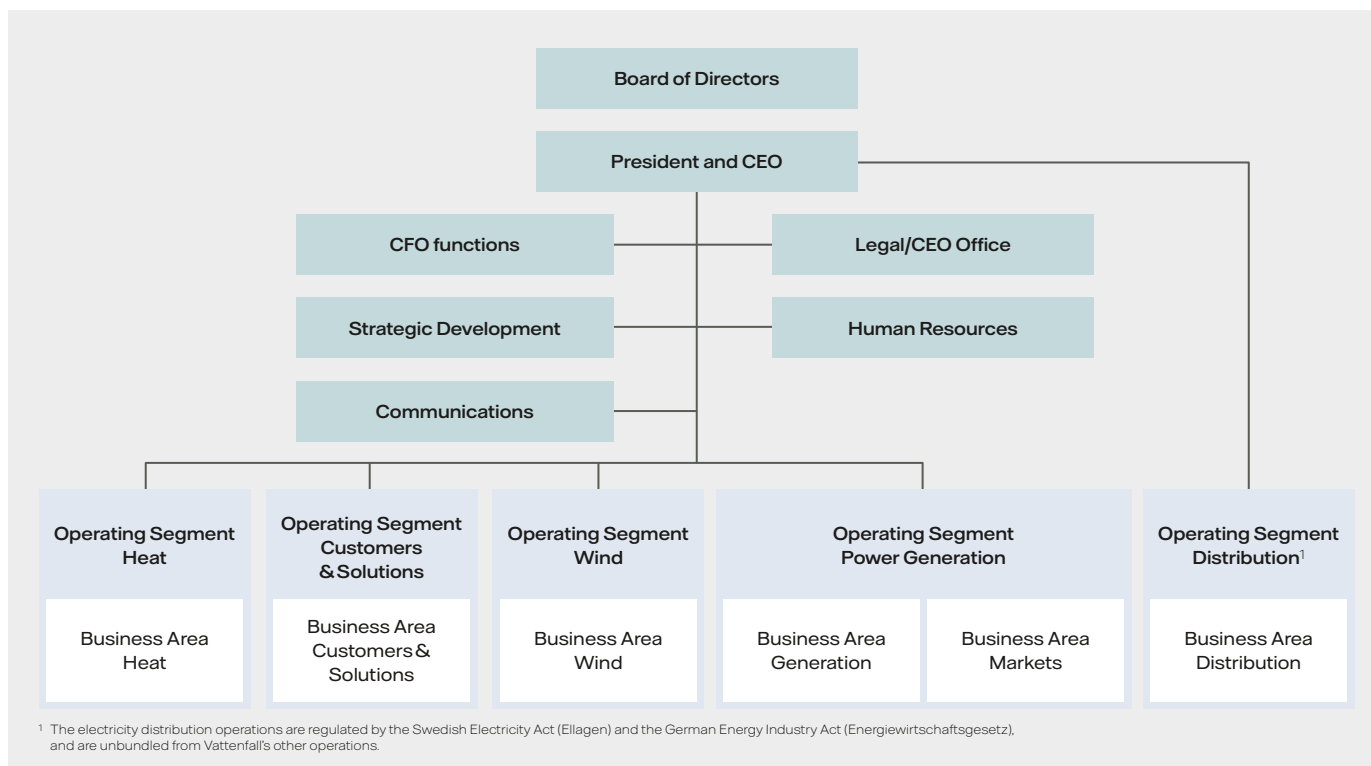 Board of Directors
President and CEO
CFO functions
Legal/CEO Office
Strategic Development
Human Resources
Communications
Operating Segment
Heat
Operating Segment
Customers
& Solutions
Operating Segment
Wind
Operating Segment
Power Generation
Operating Segment
Distribution¹
Business Area
Heat
Business Area
Customers &
Solutions
Business Area
Wind
Business Area
Generation
Business Area
Markets
Business Area
Distribution
¹ The electricity distribution operations are regulated by the Swedish Electricity Act (Ellagen) and the German Energy Industry Act (Energiewirtschaftsgesetz),
and are unbundled from Vattenfall's other operations.